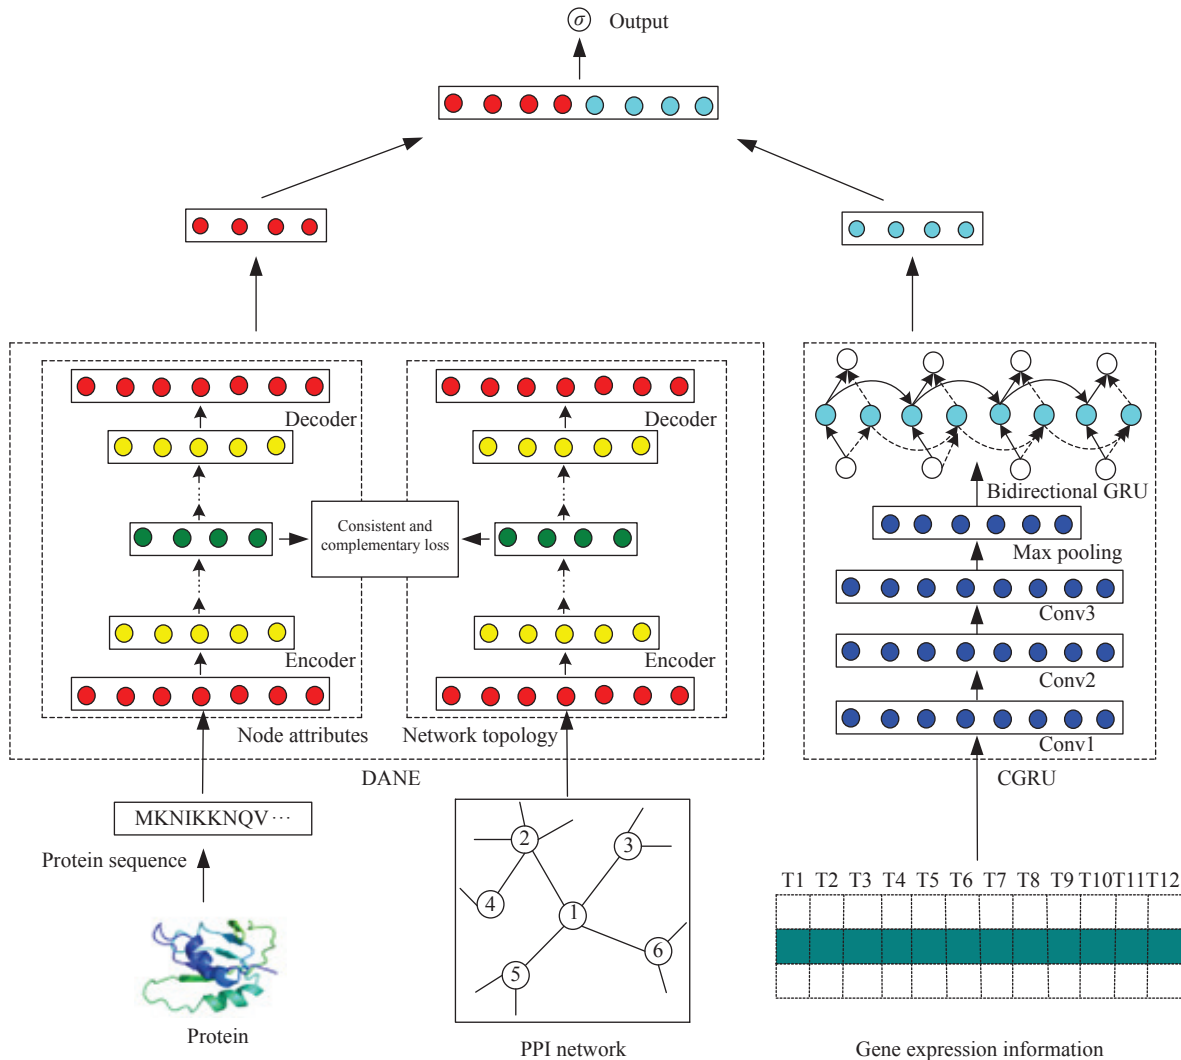 σ Output
Decoder
Decoder
Consistent and
complementary loss
Bidirectional GRU
Max pooling
Conv3
Encoder
Encoder
Conv2
Node attributes
Network topology
Conv1
DANE
CGRU
MKNIKKNQV ···
Protein sequence
2
3
4
1
6
5
T1 T2 T3 T4 T5 T6 T7 T8 T9 T10 T11 T12
Protein
PPI network
Gene expression information